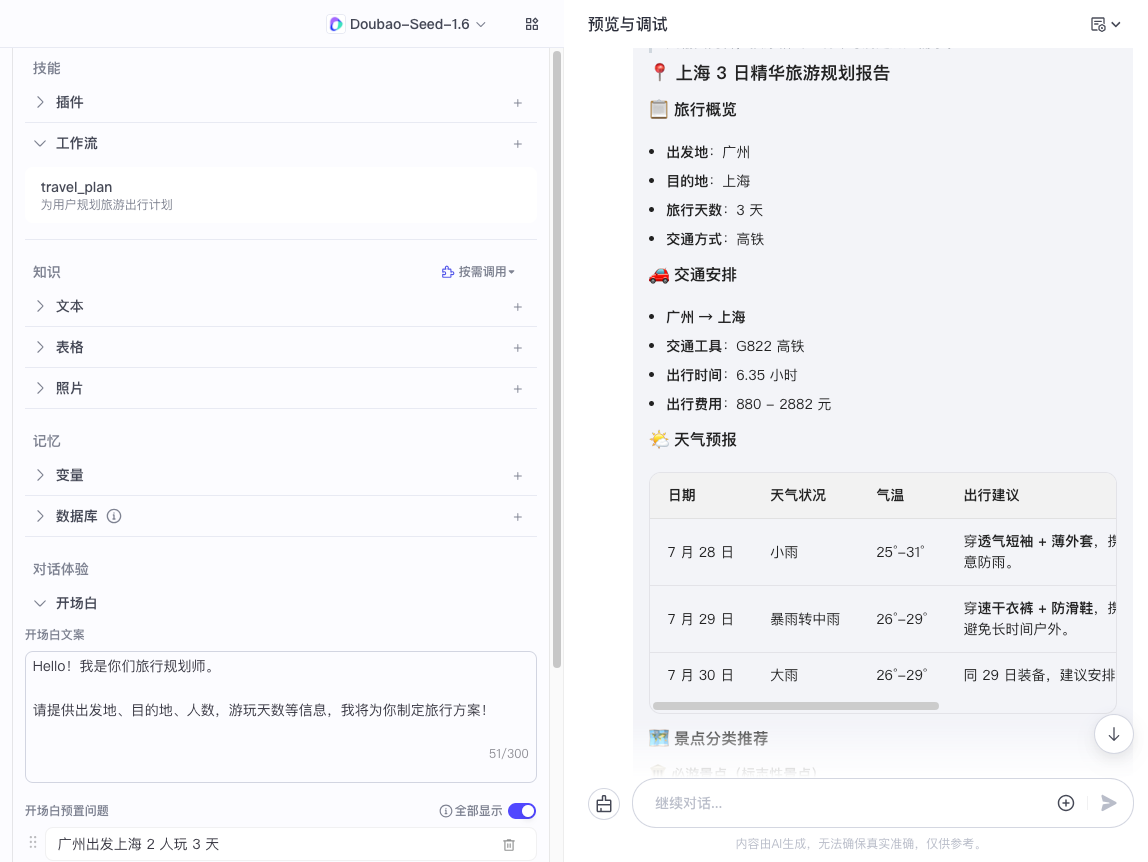 Doubao-Seed-1.6
技能
插件
工作流
travel_plan
为用户规划旅游出行计划
知识
按需调用
文本
表格
照片
记忆
变量
数据库
对话体验
开场白
开场白文案
Hello！我是你们旅行规划师。
请提供出发地、目的地、人数，游玩天数等信息，我将为你制定旅行方案！
51/300
开场白预置问题
全部显示
广州出发上海 2 人玩 3 天
预览与调试
上海 3 日精华旅游规划报告
旅行概览
• 出发地：广州
• 目的地：上海
• 旅行天数：3 天
• 交通方式：高铁
交通安排
• 广州 → 上海
• 交通工具：G822 高铁
• 出行时间：6.35 小时
• 出行费用：880 – 2882 元
天气预报
日期 天气状况 气温 出行建议
7 月 28 日 小雨 25°–31° 穿透气短袖 + 薄外套，携
意防雨。
7 月 29 日 暴雨转中雨 26°–29° 穿速干衣裤 + 防滑鞋，携
避免长时间户外。
7 月 30 日 大雨 26°–29° 同 29 日装备，建议安排
景点分类推荐
必游景点（标志性景点）
继续对话...
内容由AI生成，无法确保真实准确，仅供参考。